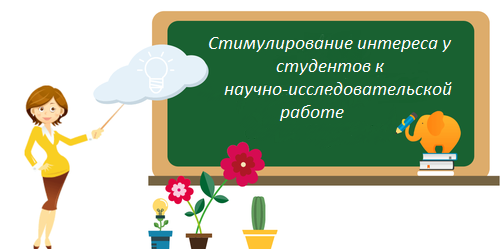 Стимулирование интереса у
студентов к
научно-исследовательской
работе